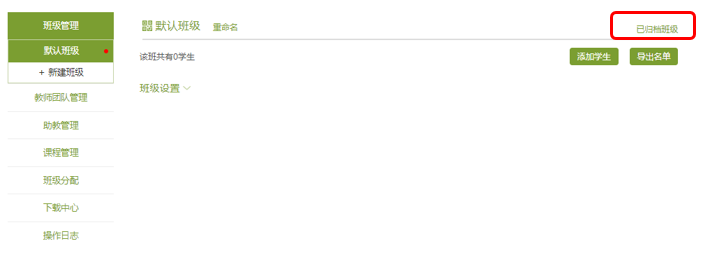 班级管理
默认班级
+ 新建班级
教师团队管理
助教管理
课程管理
班级分配
下载中心
操作日志
默认班级 重命名
已归档班级
该班共有0学生
添加学生 导出名单
班级设置